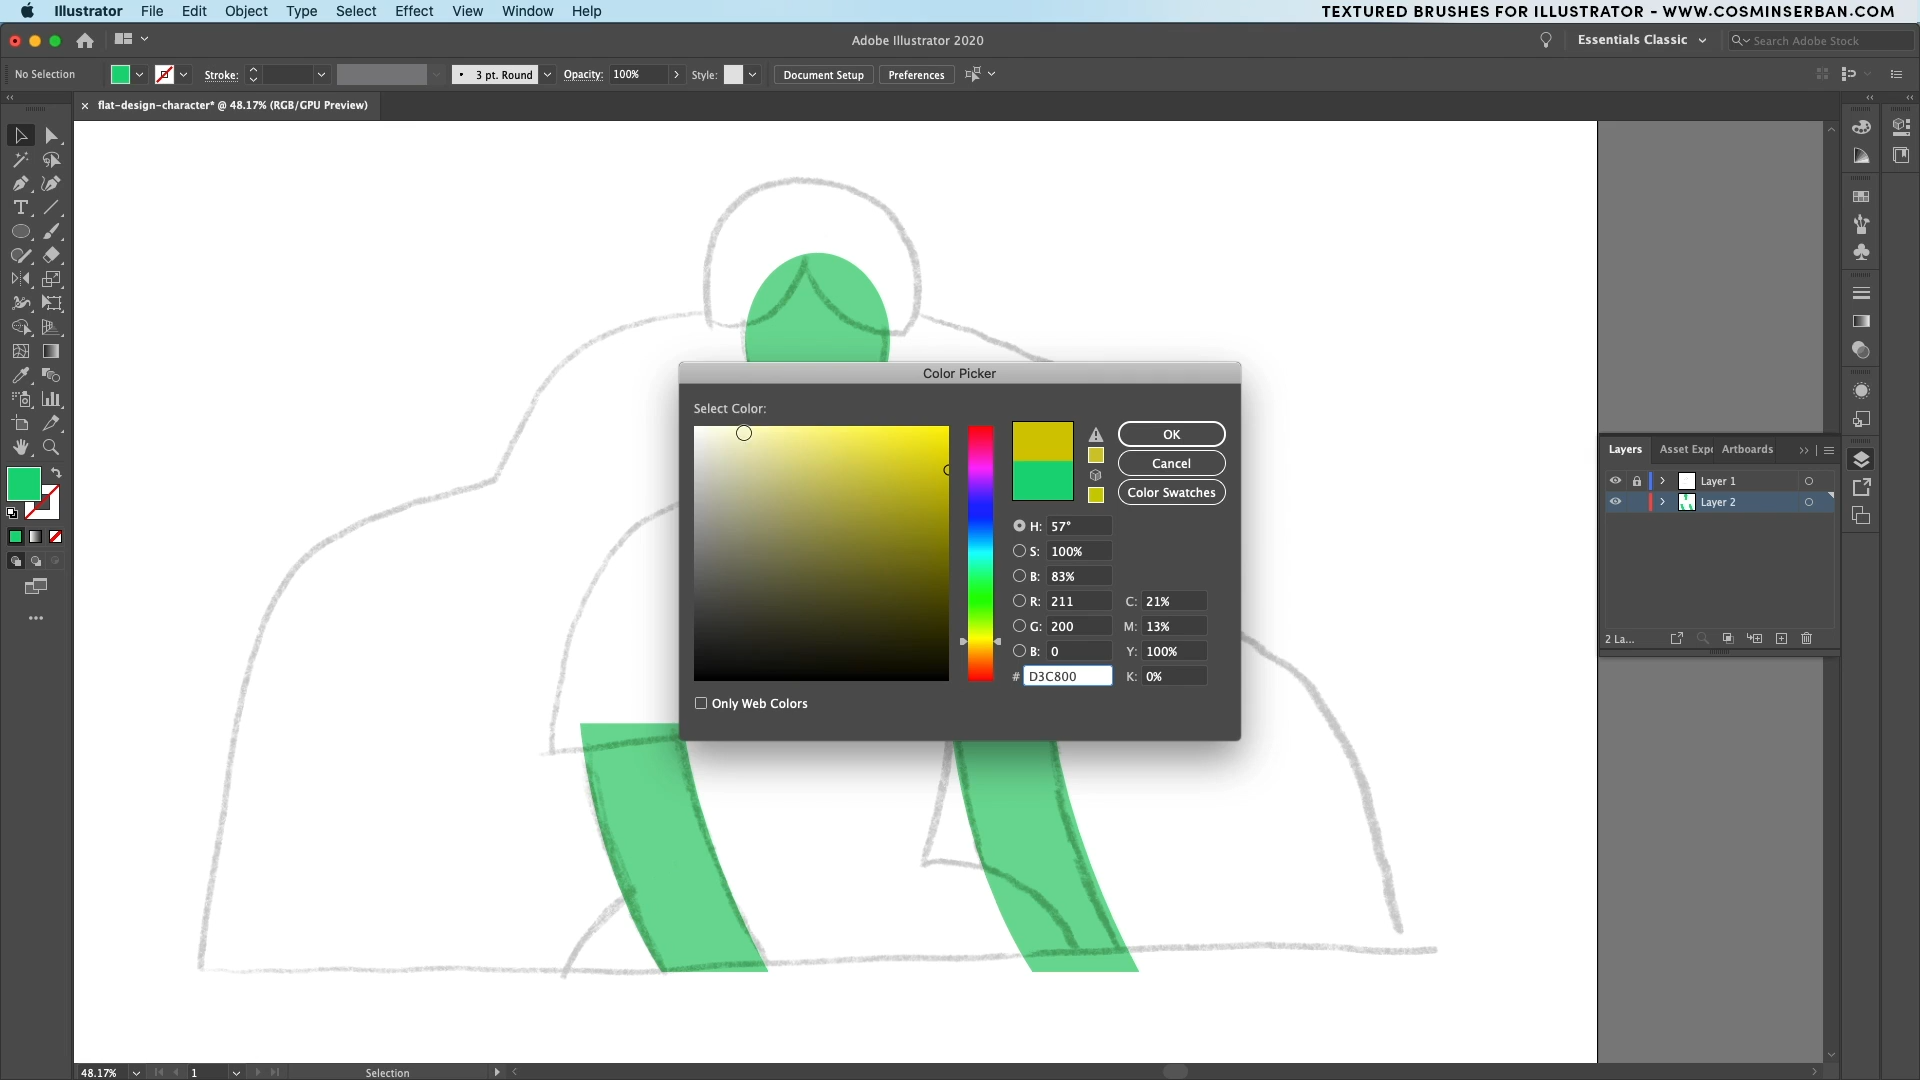 Illustrator File Edit Object Type Select Effect View Window Help
TEXTURED BRUSHES FOR ILLUSTRATOR - WWW.COSMINSERBAN.COM
Adobe Illustrator 2020
Essentials Classic
Search Adobe Stock
No Selection
Stroke:
3 pt. Round
Opacity: 100%
Style:
Document Setup
Preferences
flat-design-character* @ 48.17% (RGB/GPU Preview)
Color Picker
Select Color:
OK
Cancel
Color Swatches
H: 57°
S: 100%
B: 83%
R: 211
C: 21%
G: 200
M: 13%
B: 0
Y: 100%
# D3C800
K: 0%
Only Web Colors
Layers Asset Expo Artboards
Layer 1
Layer 2
2 La...
48.17%
1
Selection